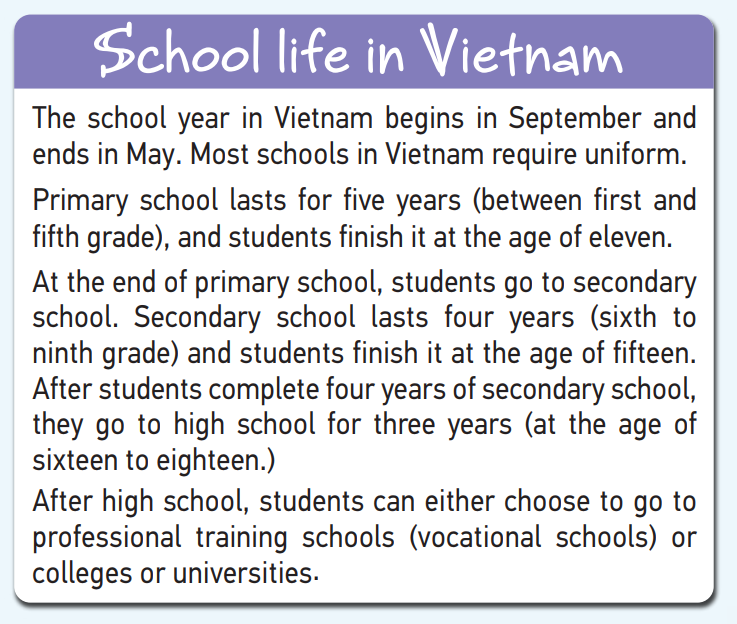 School life in Vietnam
The school year in Vietnam begins in September and
ends in May. Most schools in Vietnam require uniform.
Primary school lasts for five years (between first and
fifth grade), and students finish it at the age of eleven.
At the end of primary school, students go to secondary
school. Secondary school lasts four years (sixth to
ninth grade) and students finish it at the age of fifteen.
After students complete four years of secondary school,
they go to high school for three years (at the age of
sixteen to eighteen.)
After high school, students can either choose to go to
professional training schools (vocational schools) or
colleges or universities.